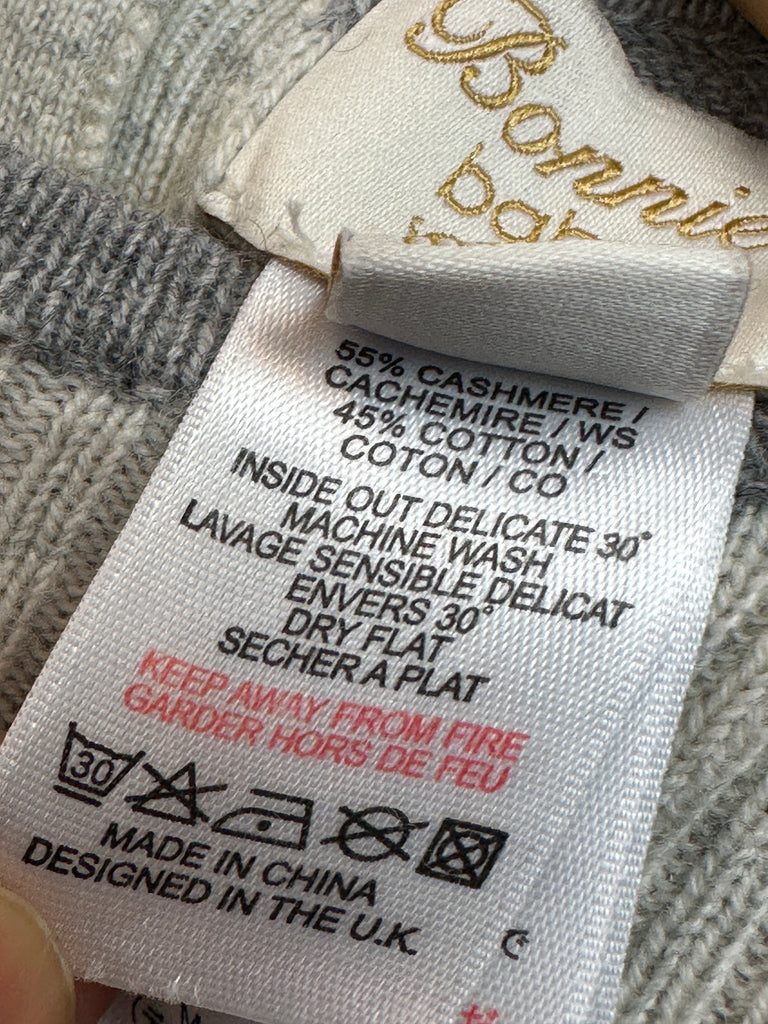 Bonnie
55% CASHMERE /
CACHEMIRE / WS
45% COTTON /
COTON / CO
INSIDE OUT DELICATE 30°
MACHINE WASH
LAVAGE SENSIBLE DELICAT
ENVERS 30°
DRY FLAT
SECHER A PLAT
KEEP AWAY FROM FIRE
GARDER HORS DE FEU
30
MADE IN CHINA
DESIGNED IN THE U.K.